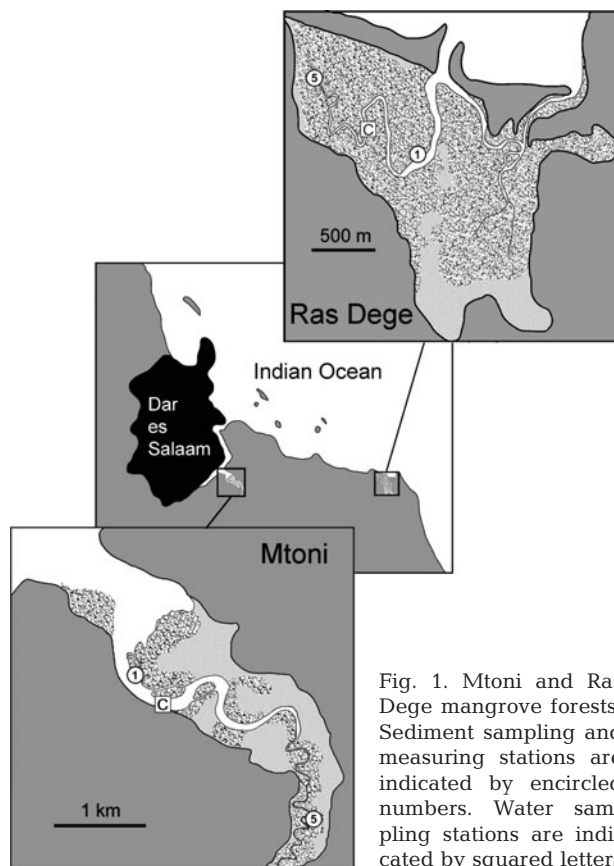 5
C
1
500 m
Ras Dege
Indian Ocean
Dar
es
Salaam
Mtoni
1
C
5
1 km
Fig. 1. Mtoni and Ras
Dege mangrove forests
Sediment sampling and
measuring stations are
indicated by encircled
numbers. Water sam-
pling stations are indi-
cated by squared letters